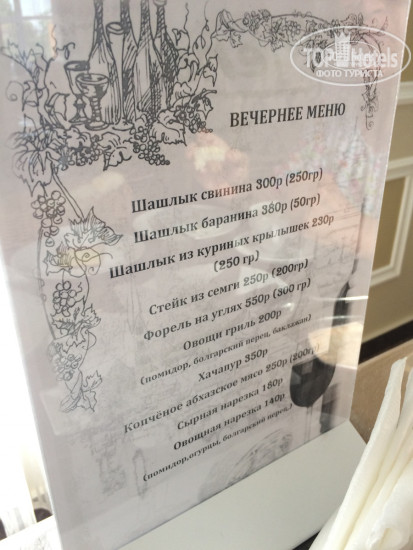 TOP Hotels
ФОТО ТУРИСТА
ВЕЧЕРНЕЕ МЕНЮ
Шашлык свинина 300р (250гр)
Шашлык баранина 380р (50гр)
Шашлык из куриных крылышек 230р
(250 гр)
Стейк из семги 250р (200гр)
Форель на углях 550р (300 гр)
Овощи гриль 200р
(помидор, болгарский перец, баклажан)
Хачапур 350р
Копчёное абхазское мясо 250р (200гр)
Сырная нарезка 180р
Овощная нарезка 140р
(помидор,огурцы, болгарский перец,)